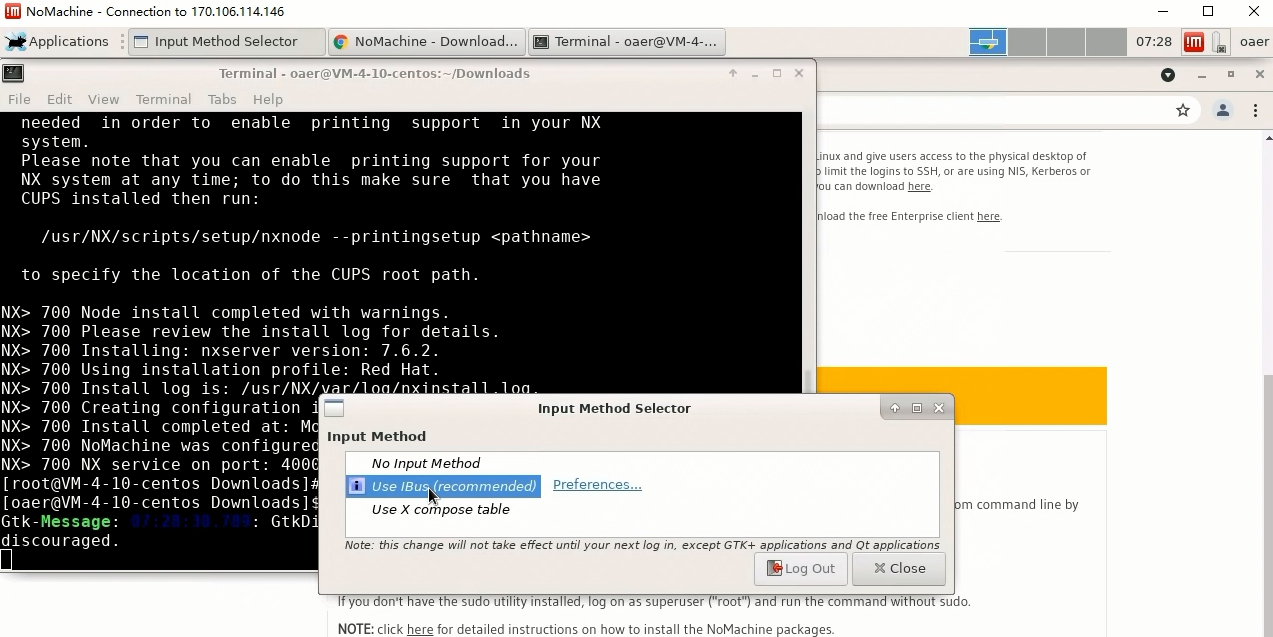 NoMachine - Connection to 170.106.114.146
Applications
Input Method Selector
NoMachine - Download...
Terminal - oaer@VM-4-...
07:28
oaer
Terminal - oaer@VM-4-10-centos:~/Downloads
File Edit View Terminal Tabs Help
needed in order to enable printing support in your NX
system.
Please note that you can enable printing support for your
NX system at any time; to do this make sure that you have
CUPS installed then run:
/usr/NX/scripts/setup/nxnode --printingsetup <pathname>
to specify the location of the CUPS root path.
NX> 700 Node install completed with warnings.
NX> 700 Please review the install log for details.
NX> 700 Installing: nxserver version: 7.6.2.
NX> 700 Using installation profile: Red Hat.
NX> 700 Install log is: /usr/NX/var/log/nxinstall.log.
NX> 700 Creating configuration i
NX> 700 Install completed at: Mo
NX> 700 NoMachine was configured
NX> 700 NX service on port: 4000
[root@VM-4-10-centos Downloads]#
[oaer@VM-4-10-centos Downloads]$
Gtk-Message: 07:28:30.789: GtkDi
discouraged.
Linux and give users access to the physical desktop of
o limit the logins to SSH, or are using NIS, Kerberos or
you can download here.
nload the free Enterprise client here.
Input Method Selector
Input Method
No Input Method
Use IBus (recommended)
Preferences...
Use X compose table
Note: this change will not take effect until your next log in, except GTK+ applications and Qt applications
Log Out
Close
om command line by
If you don't have the sudo utility installed, log on as superuser ("root") and run the command without sudo.
NOTE: click here for detailed instructions on how to install the NoMachine packages.